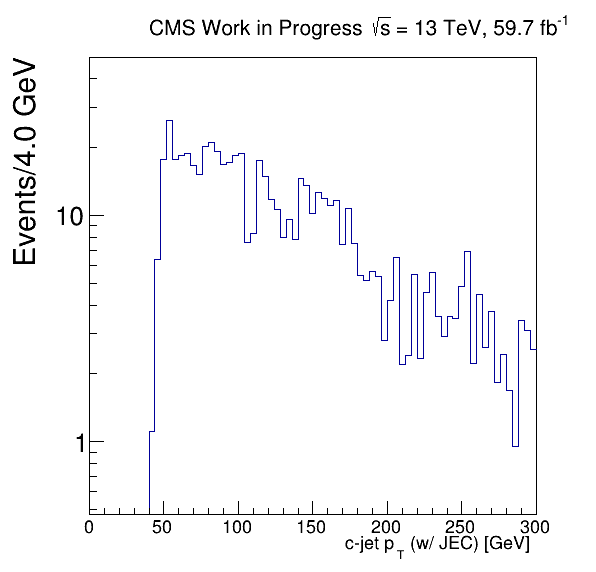 CMS Work in Progress √s = 13 TeV, 59.7 fb⁻¹
Events/4.0 GeV
10
1
0 50 100 150 200 250 300
c-jet p_T (w/ JEC) [GeV]